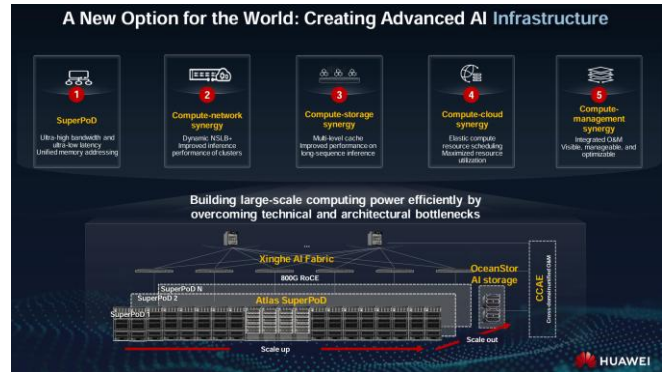 A New Option for the World: Creating Advanced AI Infrastructure
1
SuperPoD
Ultra-high bandwidth and
ultra-low latency
Unified memory addressing
2
Compute-network
synergy
Dynamic NSLB+
Improved inference
performance of clusters
3
Compute-storage
synergy
Multi-level cache
Improved performance on
long-sequence inference
4
Compute-cloud
synergy
Elastic compute
resource scheduling
Maximized resource
utilization
5
Compute-
management
synergy
Integrated O&M
Visible, manageable, and
optimizable
Building large-scale computing power efficiently by
overcoming technical and architectural bottlenecks
...
Xinghe AI Fabric
800G RoCE
SuperPoD N
SuperPoD 2
SuperPoD 1
Atlas SuperPoD
OceanStor
AI storage
CCAE
Cross-domain unified O&M
Scale up
Scale out
HUAWEI